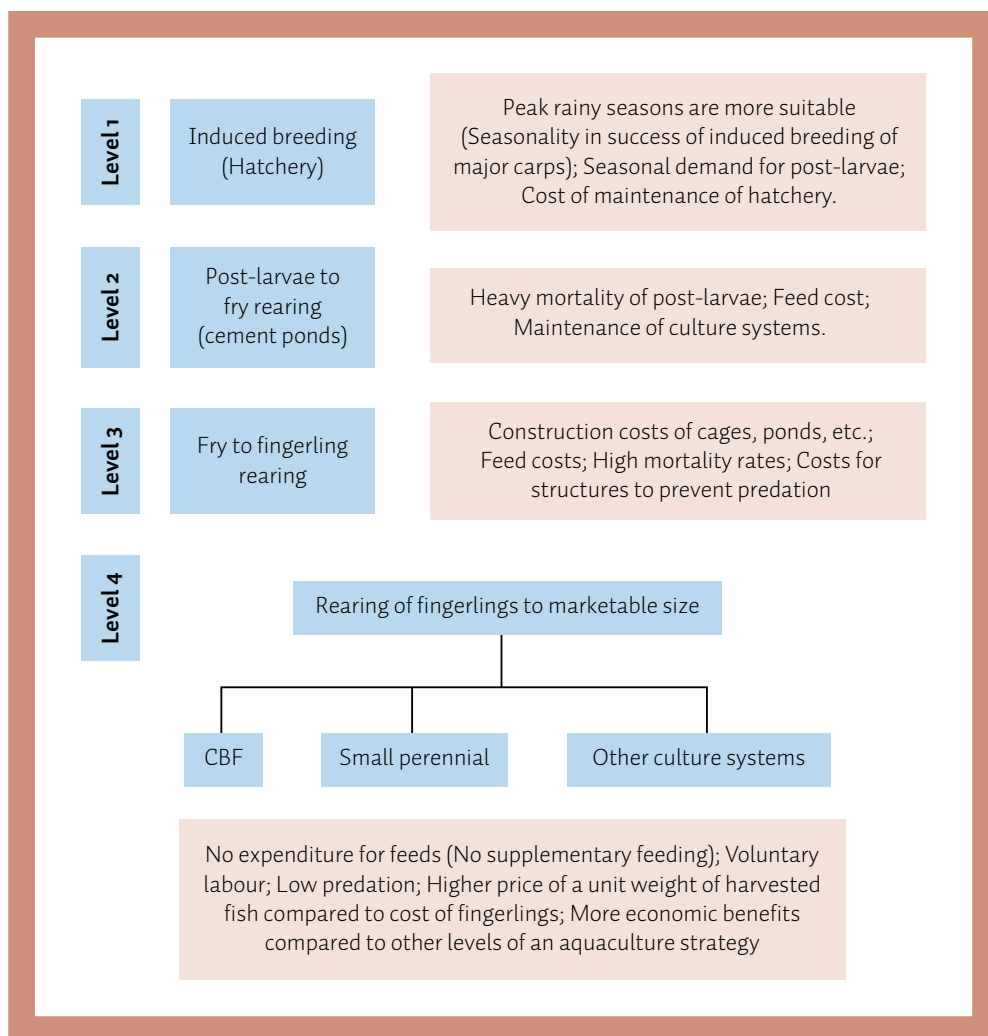 Level 1
Induced breeding
(Hatchery)
Peak rainy seasons are more suitable
(Seasonality in success of induced breeding of
major carps); Seasonal demand for post-larvae;
Cost of maintenance of hatchery.
Level 2
Post-larvae to
fry rearing
(cement ponds)
Heavy mortality of post-larvae; Feed cost;
Maintenance of culture systems.
Level 3
Fry to fingerling
rearing
Construction costs of cages, ponds, etc.;
Feed costs; High mortality rates; Costs for
structures to prevent predation
Level 4
Rearing of fingerlings to marketable size
CBF
Small perennial
Other culture systems
No expenditure for feeds (No supplementary feeding); Voluntary
labour; Low predation; Higher price of a unit weight of harvested
fish compared to cost of fingerlings; More economic benefits
compared to other levels of an aquaculture strategy